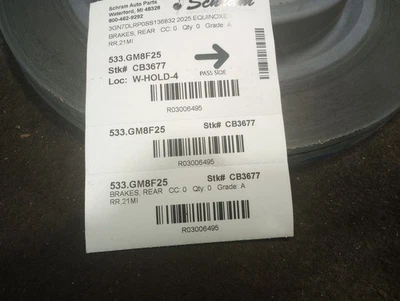 Schram Auto Parts
Waterford, MI 48328
800-462-9292
Schram
3GN7DLRP0SS136832 2025 EQUINOXE
BRAKES, REAR CC: 0 Qty: 0 Grade: A
RR,21MI
533.GM8F25
Stk# CB3677
Loc: W-HOLD-4
PASS SIDE
R03006495
533.GM8F25 Stk# CB3677
R03006495
533.GM8F25 Stk# CB3677
BRAKES, REAR CC: 0 Qty: 0 Grade: A
RR,21MI
R03006495